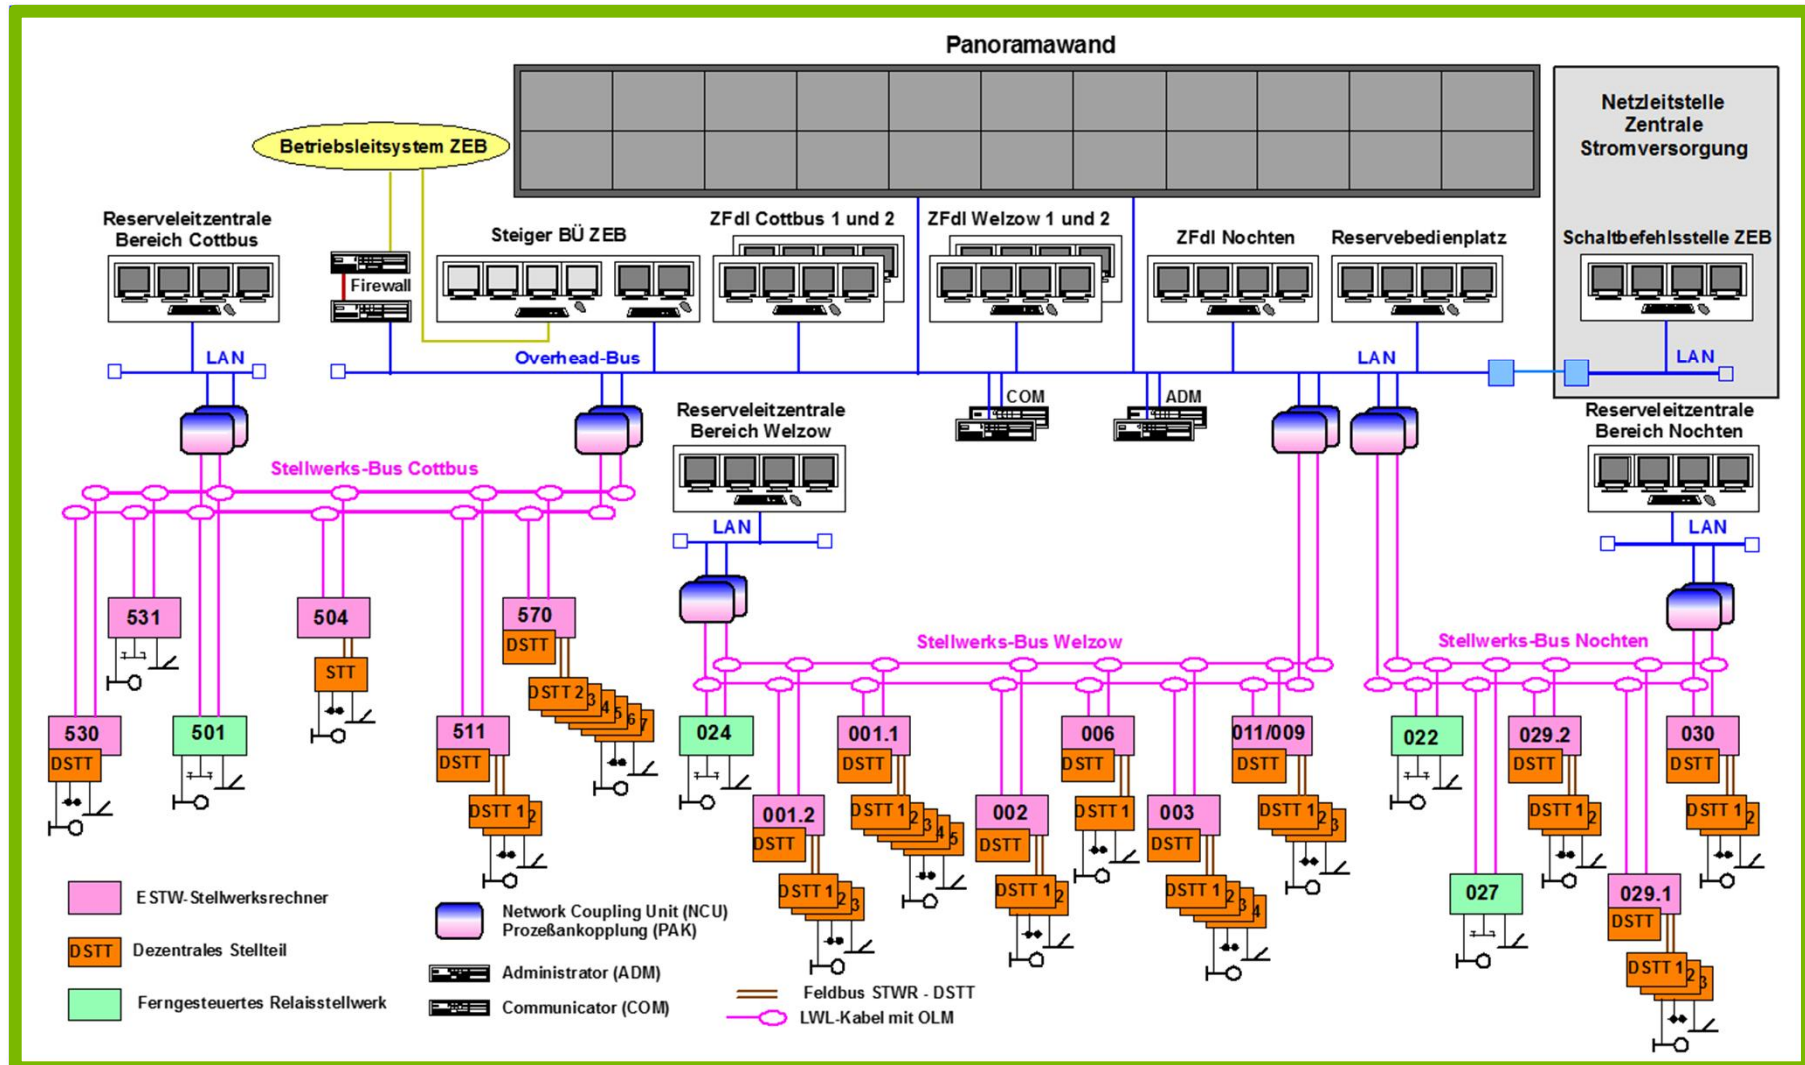 Panoramawand
Netzleitstelle
Zentrale
Stromversorgung
Betriebsleitsystem ZEB
Reserveleitzentrale
Bereich Cottbus
Steiger BÜ ZEB
ZFdl Cottbus 1 und 2
ZFdl Welzow 1 und 2
ZFdl Nochten
Reservebedienplatz
Schaltbefehlsstelle ZEB
Firewall
LAN
Overhead-Bus
LAN
LAN
COM
ADM
Reserveleitzentrale
Bereich Welzow
Reserveleitzentrale
Bereich Nochten
Stellwerks-Bus Cottbus
LAN
LAN
531
504
570
DSTT
STT
DSTT 2
3
4
5
6
7
530
DSTT
501
511
DSTT
DSTT 1
2
Stellwerks-Bus Welzow
Stellwerks-Bus Nochten
024
001.1
DSTT
DSTT 1
2
3
4
5
006
DSTT
DSTT 1
011/009
DSTT
DSTT 1
2
3
001.2
DSTT
DSTT 1
2
3
002
DSTT
DSTT 1
2
003
DSTT
DSTT 1
2
3
4
022
029.2
DSTT
DSTT 1
2
030
DSTT
DSTT 1
2
027
029.1
DSTT
DSTT 1
2
3
ESTW-Stellwerksrechner
DSTT
Dezentrales Stellteil
Ferngesteuertes Relaisstellwerk
Network Coupling Unit (NCU)
Prozeßankopplung (PAK)
Administrator (ADM)
Communicator (COM)
Feldbus STWR - DSTT
LWL-Kabel mit OLM